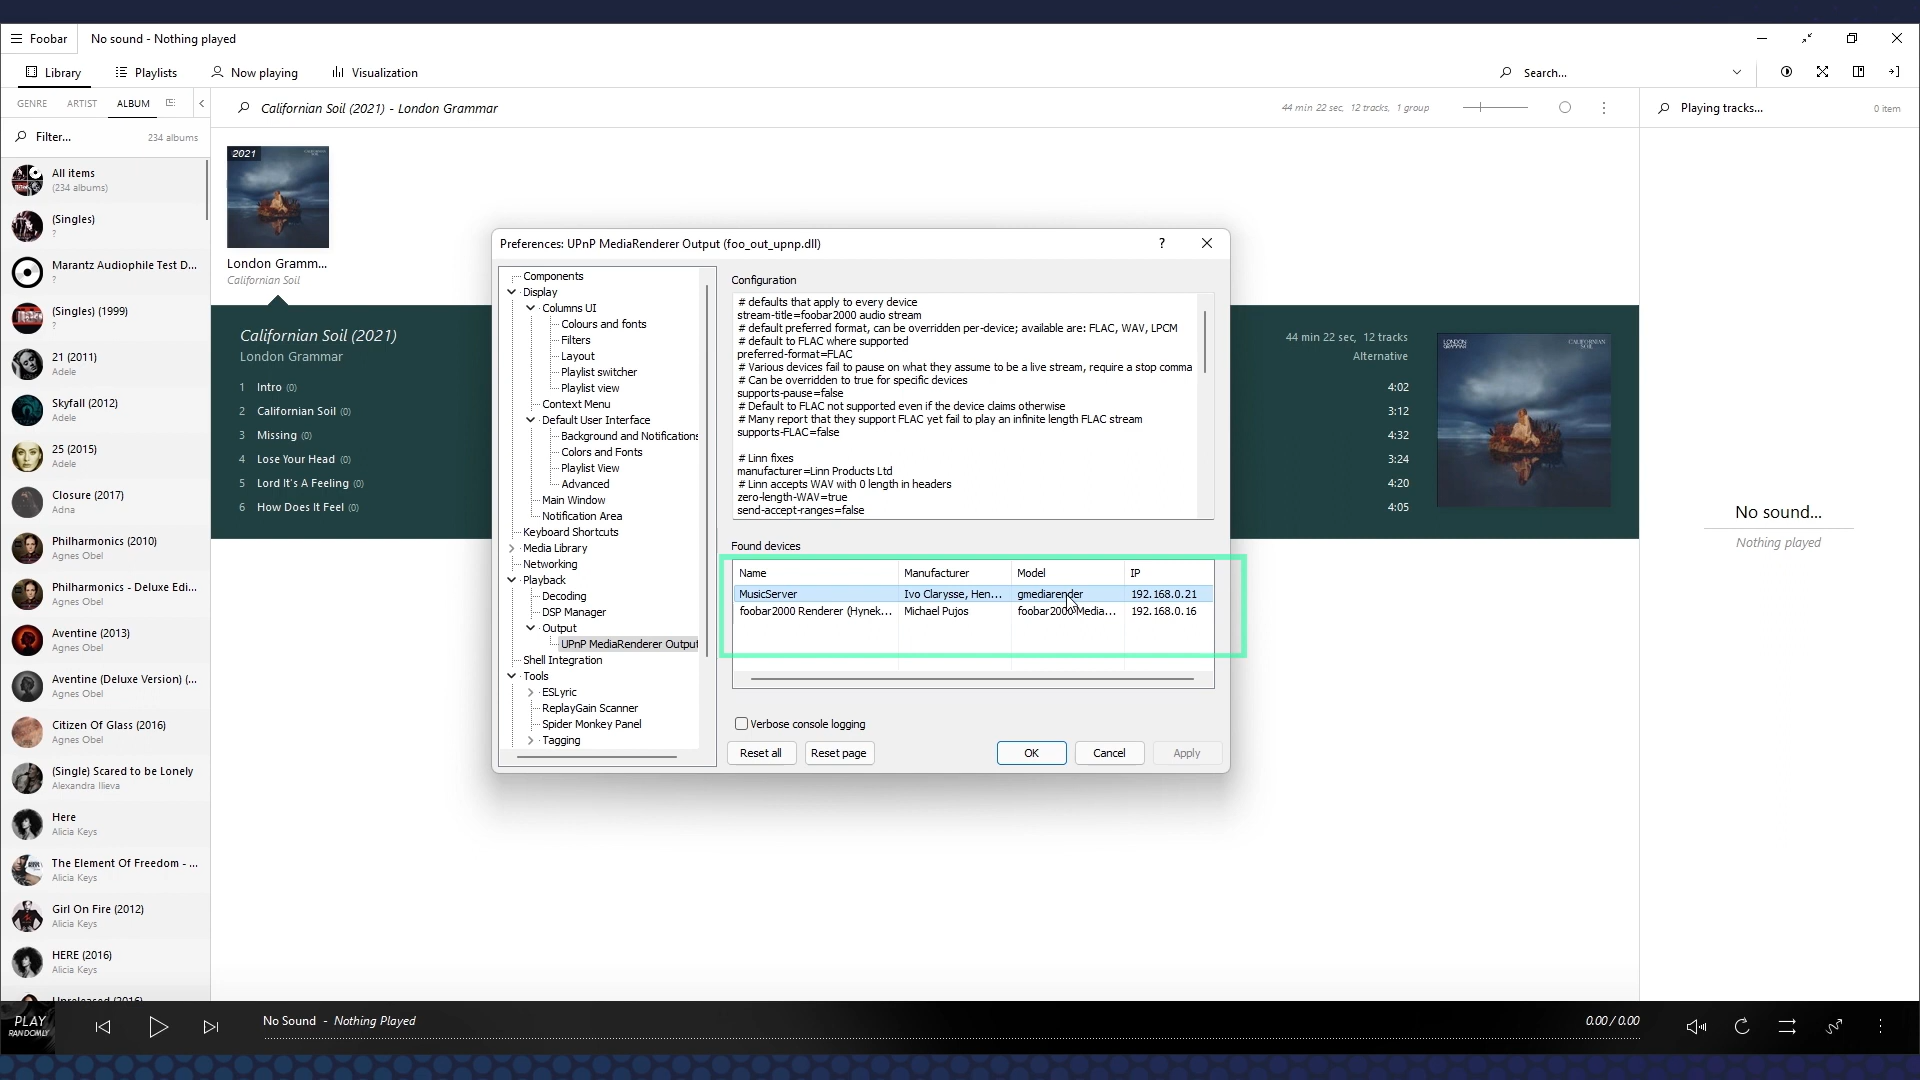 Foobar
No sound - Nothing played
Library
Playlists
Now playing
Visualization
Search...
GENRE
ARTIST
ALBUM
Californian Soil (2021) - London Grammar
44 min 22 sec, 12 tracks, 1 group
Playing tracks...
0 item
Filter...
234 albums
All items
(234 albums)
(Singles)
?
Marantz Audiophile Test D...
?
(Singles) (1999)
?
21 (2011)
Adele
Skyfall (2012)
Adele
25 (2015)
Adele
Closure (2017)
Adna
Philharmonics (2010)
Agnes Obel
Philharmonics - Deluxe Edi...
Agnes Obel
Aventine (2013)
Agnes Obel
Aventine (Deluxe Version) (...
Agnes Obel
Citizen Of Glass (2016)
Agnes Obel
(Single) Scared to be Lonely
Alexandra Ilieva
Here
Alicia Keys
The Element Of Freedom - ...
Alicia Keys
Girl On Fire (2012)
Alicia Keys
HERE (2016)
Alicia Keys
Unreleased (2016)
2021
London Gramm...
Californian Soil
Californian Soil (2021)
London Grammar
1 Intro (0)
2 Californian Soil (0)
3 Missing (0)
4 Lose Your Head (0)
5 Lord It's A Feeling (0)
6 How Does It Feel (0)
Preferences: UPnP MediaRenderer Output (foo_out_upnp.dll)
?
Components
Display
Columns UI
Colours and fonts
Filters
Layout
Playlist switcher
Playlist view
Context Menu
Default User Interface
Background and Notifications
Colors and Fonts
Playlist View
Advanced
Main Window
Notification Area
Keyboard Shortcuts
Media Library
Networking
Playback
Decoding
DSP Manager
Output
UPnP MediaRenderer Output
Shell Integration
Tools
ESLyric
ReplayGain Scanner
Spider Monkey Panel
Tagging
Configuration
# defaults that apply to every device
stream-title=foobar2000 audio stream
# default preferred format, can be overridden per-device; available are: FLAC, WAV, LPCM
# default to FLAC where supported
preferred-format=FLAC
# Various devices fail to pause on what they assume to be a live stream, require a stop comma
# Can be overridden to true for specific devices
supports-pause=false
# Default to FLAC not supported even if the device claims otherwise
# Many report that they support FLAC yet fail to play an infinite length FLAC stream
supports-FLAC=false
# Linn fixes
manufacturer=Linn Products Ltd
# Linn accepts WAV with 0 length in headers
zero-length-WAV=true
send-accept-ranges=false
Found devices
Name Manufacturer Model IP
MusicServer Ivo Clarysse, Hen... gmediarender 192.168.0.21
foobar2000 Renderer (Hynek... Michael Pujos foobar2000 Media... 192.168.0.16
Verbose console logging
Reset all
Reset page
OK
Cancel
Apply
44 min 22 sec, 12 tracks
Alternative
4:02
3:12
4:32
3:24
4:20
4:05
LONDON
GRAMMAR
CALIFORNIAN
SOIL
No sound...
Nothing played
PLAY
RANDOMLY
No Sound - Nothing Played
0.00 / 0.00